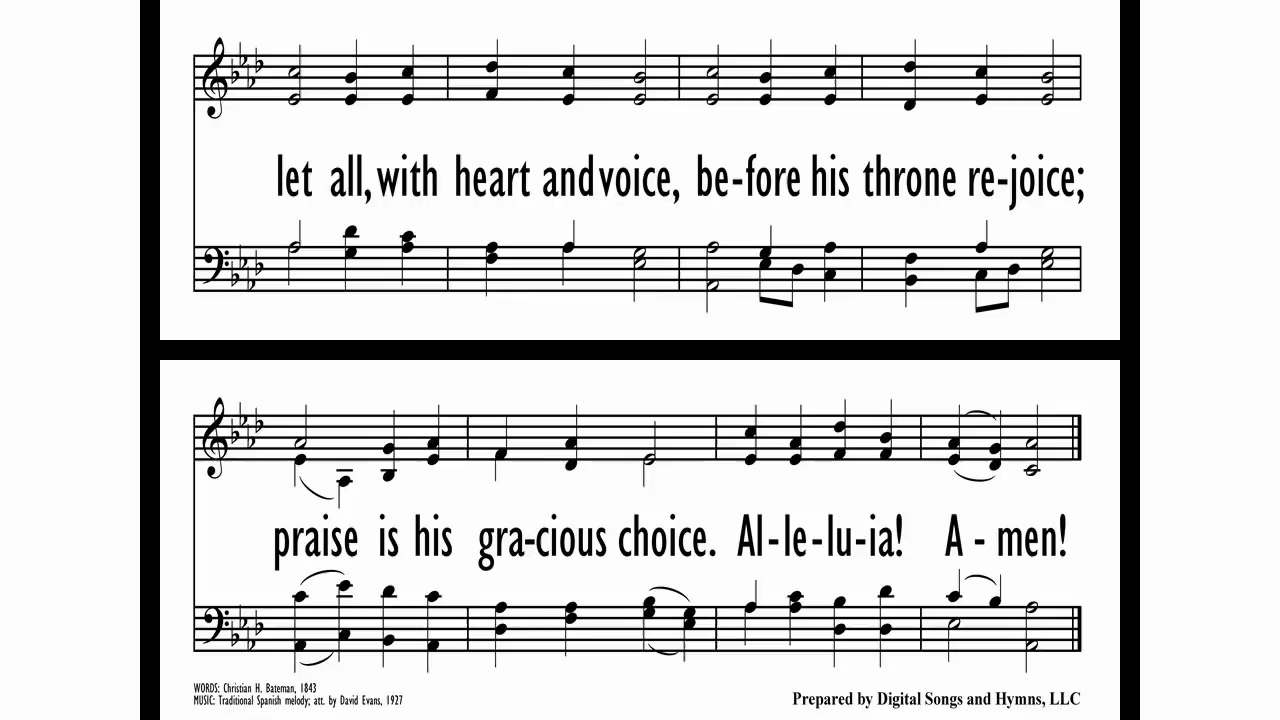 let all, with heart and voice, be-fore his throne re-joice;
praise is his gra-cious choice. Al-le-lu-ia! A-men!
WORDS: Christian H. Bateman, 1843
MUSIC: Traditional Spanish melody; att. by David Evans, 1927
Prepared by Digital Songs and Hymns, LLC